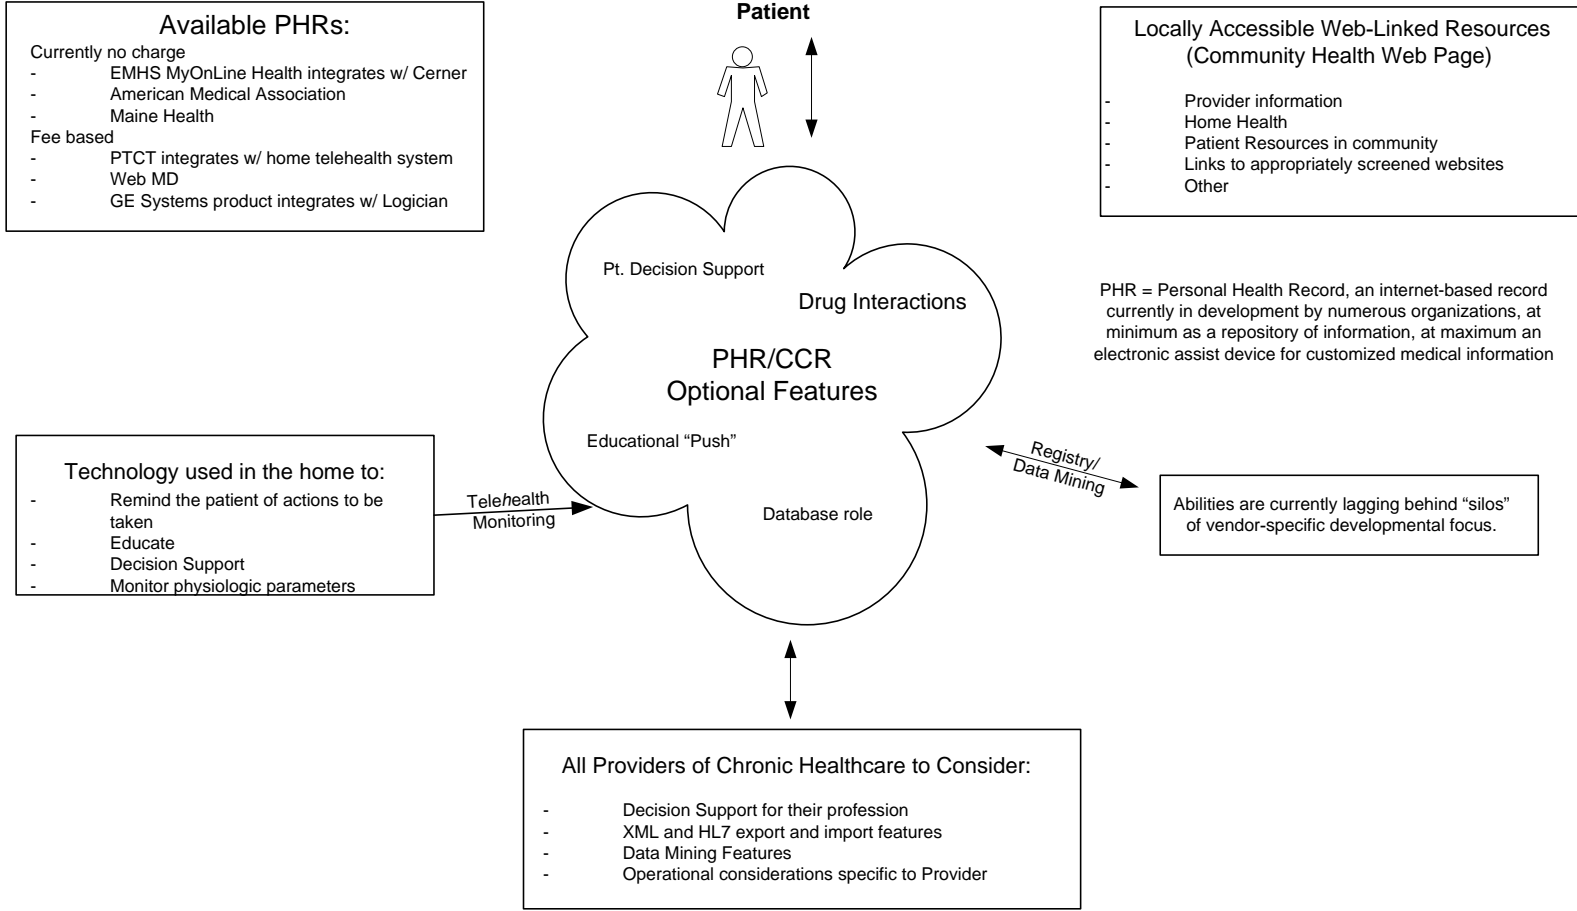 Available PHRs:
Currently no charge
- EMHS MyOnLine Health integrates w/ Cerner
- American Medical Association
- Maine Health
Fee based
- PTCT integrates w/ home telehealth system
- Web MD
- GE Systems product integrates w/ Logician
Patient
Locally Accessible Web-Linked Resources
(Community Health Web Page)
- Provider information
- Home Health
- Patient Resources in community
- Links to appropriately screened websites
- Other
PHR = Personal Health Record, an internet-based record
currently in development by numerous organizations, at
minimum as a repository of information, at maximum an
electronic assist device for customized medical information
Pt. Decision Support
Drug Interactions
PHR/CCR
Optional Features
Educational “Push”
Database role
Technology used in the home to:
- Remind the patient of actions to be
taken
- Educate
- Decision Support
- Monitor physiologic parameters
Telehealth
Monitoring
Registry/
Data Mining
Abilities are currently lagging behind “silos”
of vendor-specific developmental focus.
All Providers of Chronic Healthcare to Consider:
- Decision Support for their profession
- XML and HL7 export and import features
- Data Mining Features
- Operational considerations specific to Provider